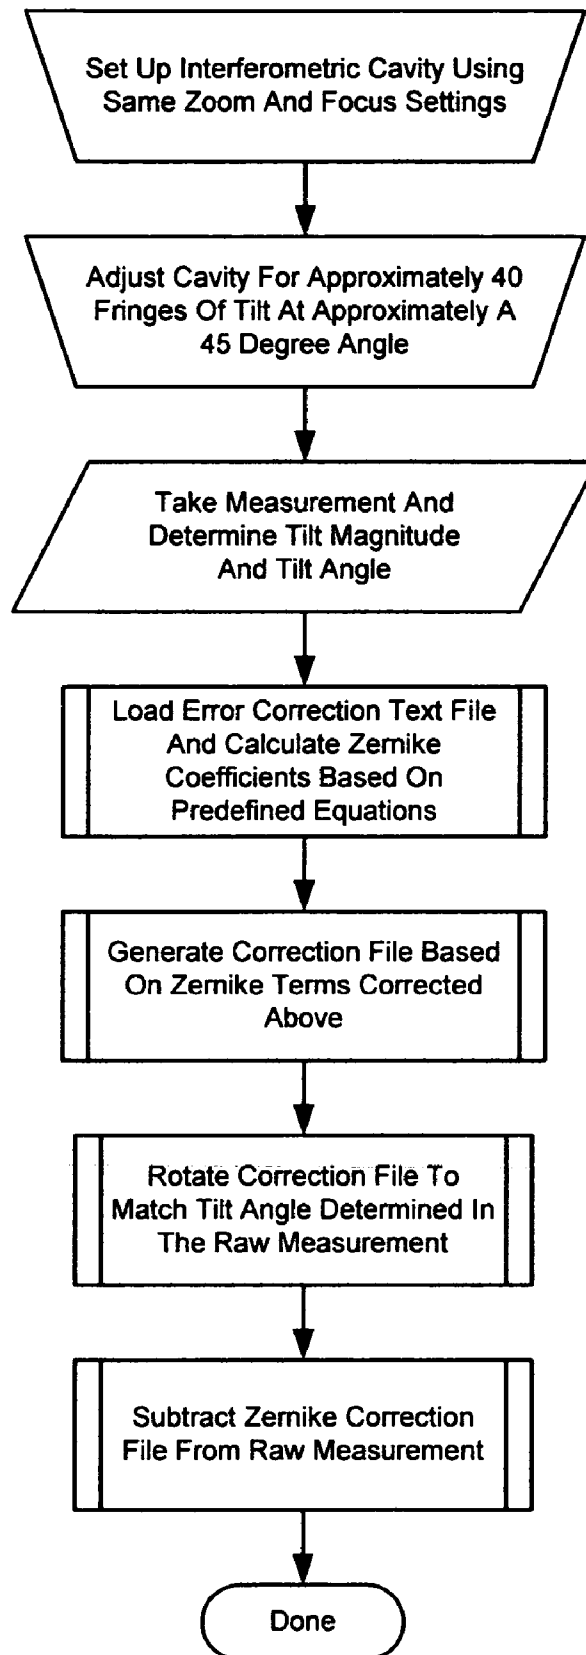 Set Up Interferometric Cavity Using
Same Zoom And Focus Settings
Adjust Cavity For Approximately 40
Fringes Of Tilt At Approximately A
45 Degree Angle
Take Measurement And
Determine Tilt Magnitude
And Tilt Angle
Load Error Correction Text File
And Calculate Zernike
Coefficients Based On
Predefined Equations
Generate Correction File Based
On Zernike Terms Corrected
Above
Rotate Correction File To
Match Tilt Angle Determined In
The Raw Measurement
Subtract Zernike Correction
File From Raw Measurement
Done